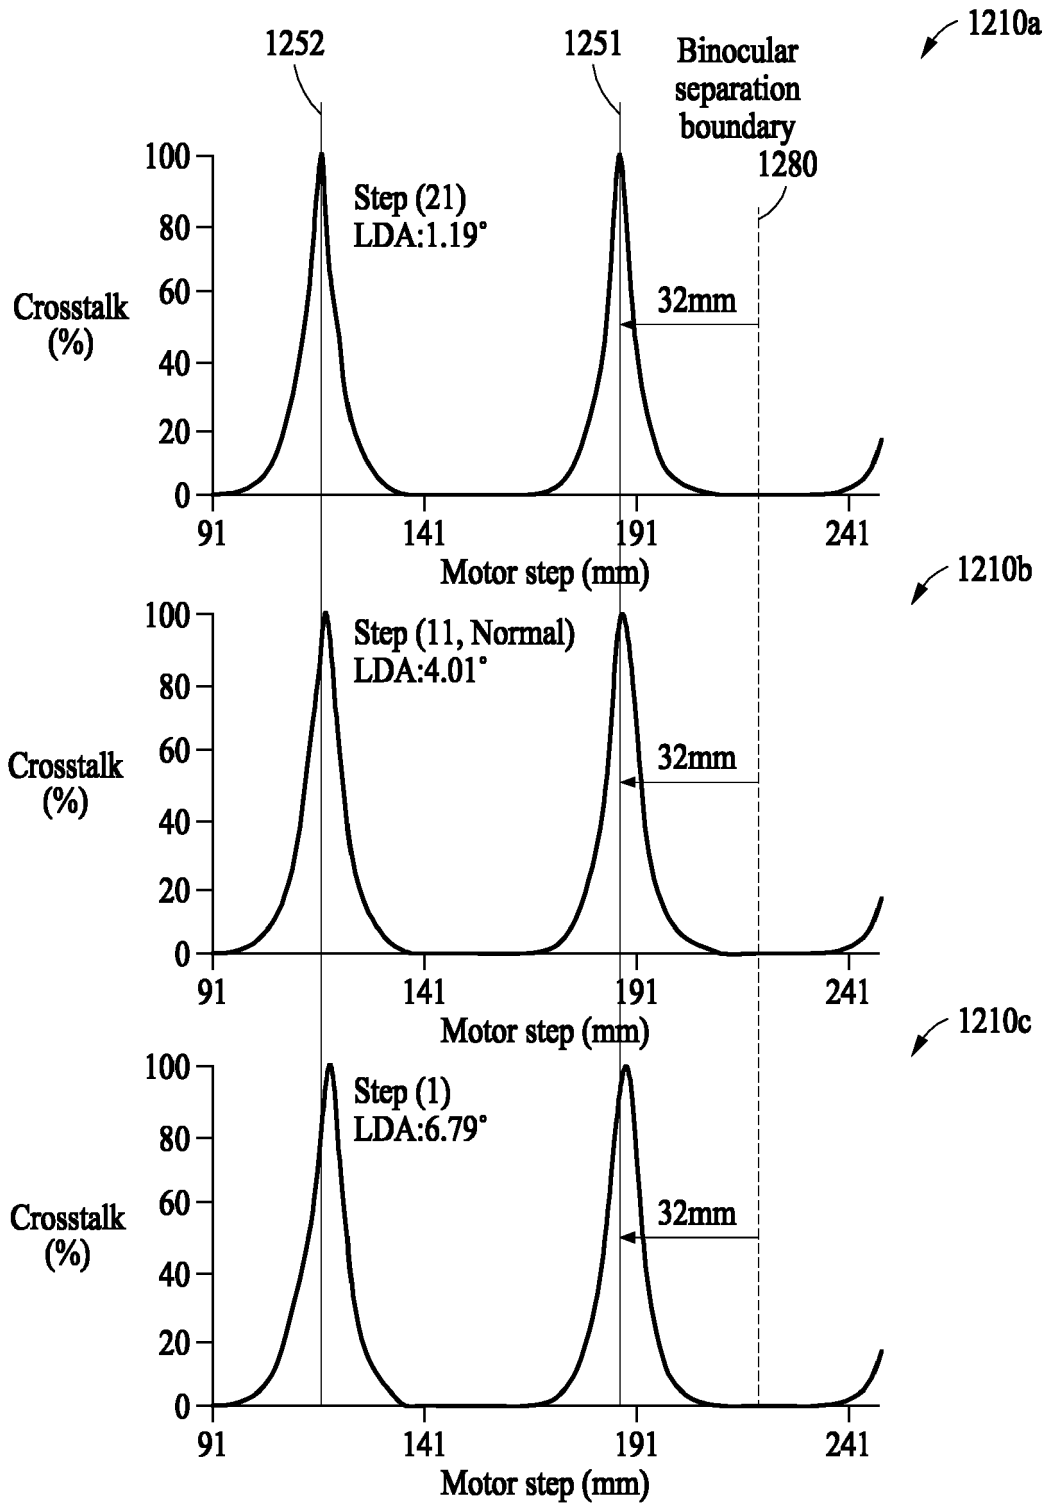 1210a
1252
1251
Binocular
separation
boundary
1280
100
80
60
40
20
0
Crosstalk
(%)
Step (21)
LDA:1.19°
32mm
91 141 191 241
Motor step (mm)
1210b
100
80
60
40
20
0
Crosstalk
(%)
Step (11, Normal)
LDA:4.01°
32mm
91 141 191 241
Motor step (mm)
1210c
100
80
60
40
20
0
Crosstalk
(%)
Step (1)
LDA:6.79°
32mm
91 141 191 241
Motor step (mm)